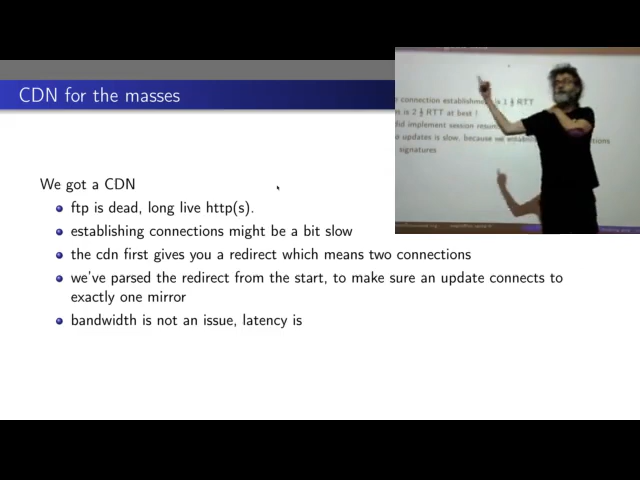 CDN for the masses
We got a CDN
ftp is dead, long live http(s).
establishing connections might be a bit slow
the cdn first gives you a redirect which means two connections
we've parsed the redirect from the start, to make sure an update connects to
exactly one mirror
bandwidth is not an issue, latency is
connection establishment is 1 ½ RTT
is 2 ½ RTT at best !
implement session
updates is slow, because we
signatures